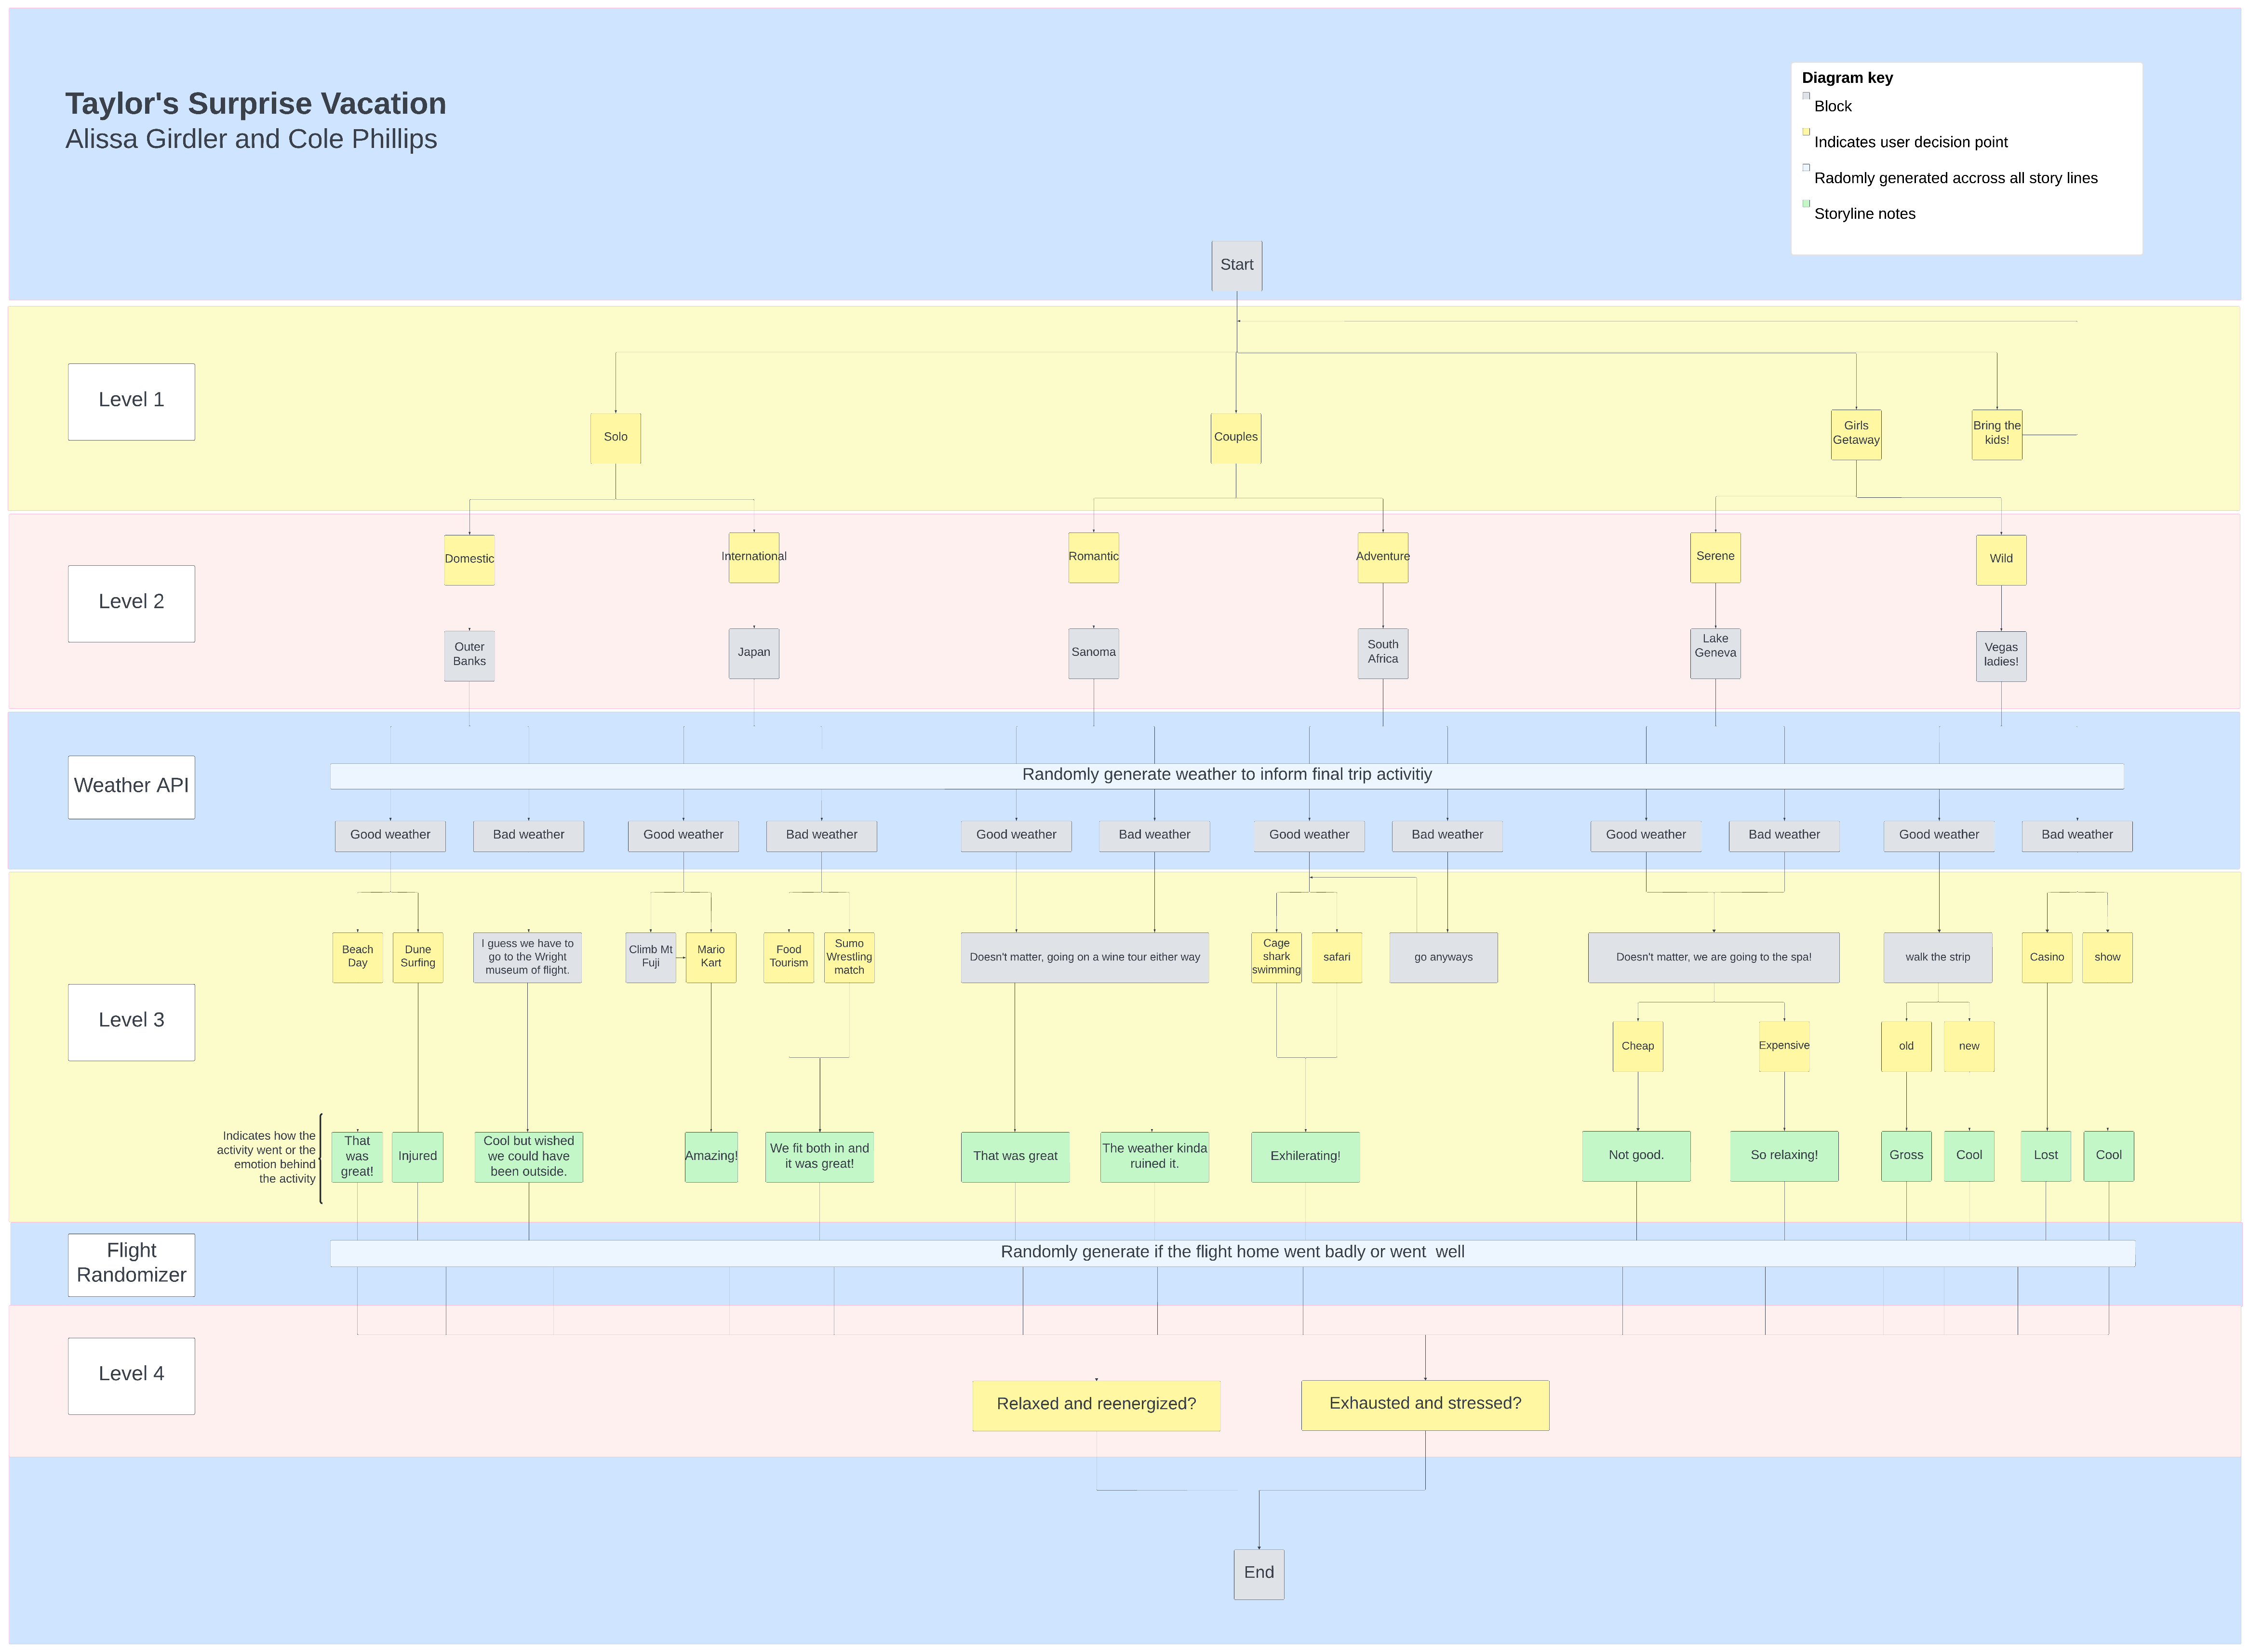 Taylor's Surprise Vacation
Alissa Girdler and Cole Phillips
Diagram key
Block
Indicates user decision point
Radomly generated accross all story lines
Storyline notes
Start
Level 1
Solo
Couples
Girls
Getaway
Bring the
kids!
Level 2
Domestic
International
Romantic
Adventure
Serene
Wild
Outer
Banks
Japan
Sanoma
South
Africa
Lake
Geneva
Vegas
ladies!
Weather API
Randomly generate weather to inform final trip activitiy
Good weather
Bad weather
Good weather
Bad weather
Good weather
Bad weather
Good weather
Bad weather
Good weather
Bad weather
Good weather
Bad weather
Level 3
Beach
Day
Dune
Surfing
I guess we have to
go to the Wright
museum of flight.
Climb Mt
Fuji
Mario
Kart
Food
Tourism
Sumo
Wrestling
match
Doesn't matter, going on a wine tour either way
Cage
shark
swimming
safari
go anyways
Doesn't matter, we are going to the spa!
walk the strip
Casino
show
Cheap
Expensive
old
new
Indicates how the
activity went or the
emotion behind
the activity
That
was
great!
Injured
Cool but wished
we could have
been outside.
Amazing!
We fit both in and
it was great!
That was great
The weather kinda
ruined it.
Exhilerating!
Not good.
So relaxing!
Gross
Cool
Lost
Cool
Flight
Randomizer
Randomly generate if the flight home went badly or went  well
Level 4
Relaxed and reenergized?
Exhausted and stressed?
End